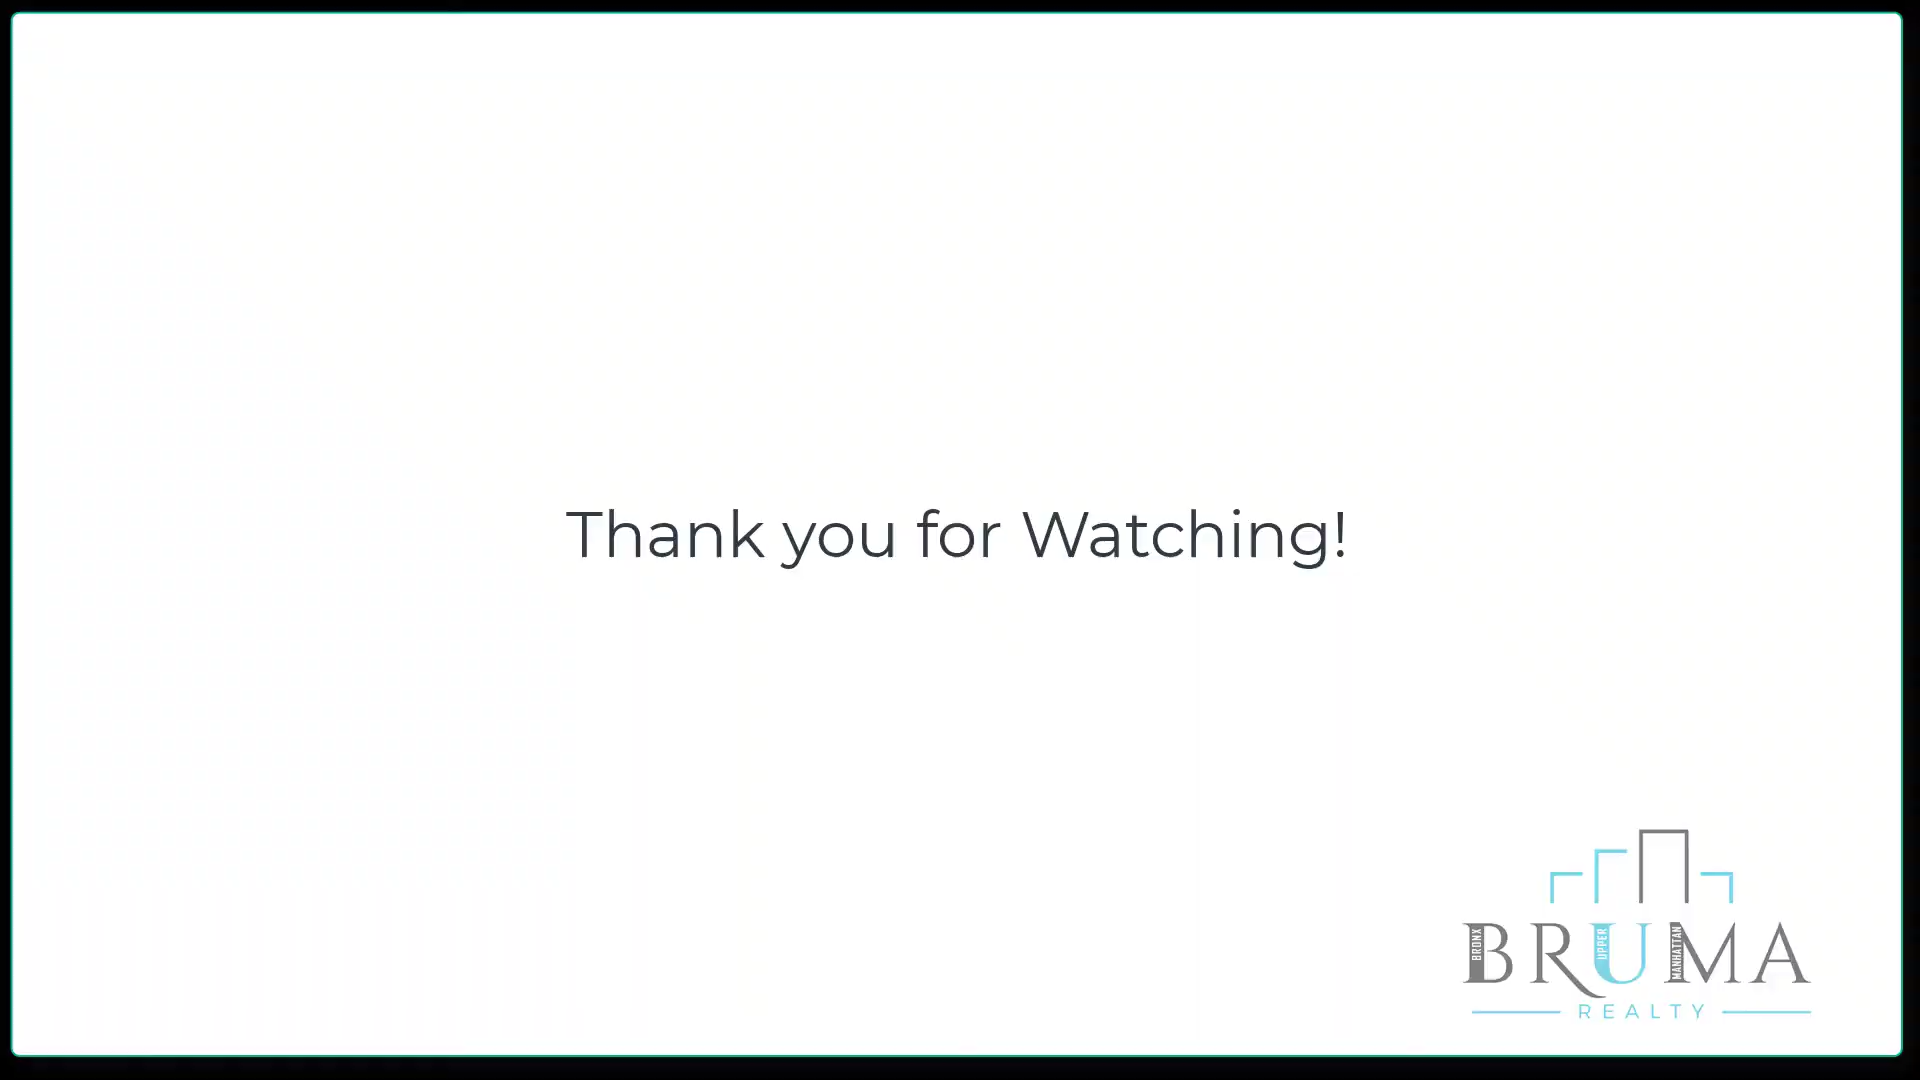 Thank you for Watching!
BRONX
UPPER
MANHATTAN
BRUMA
REALTY